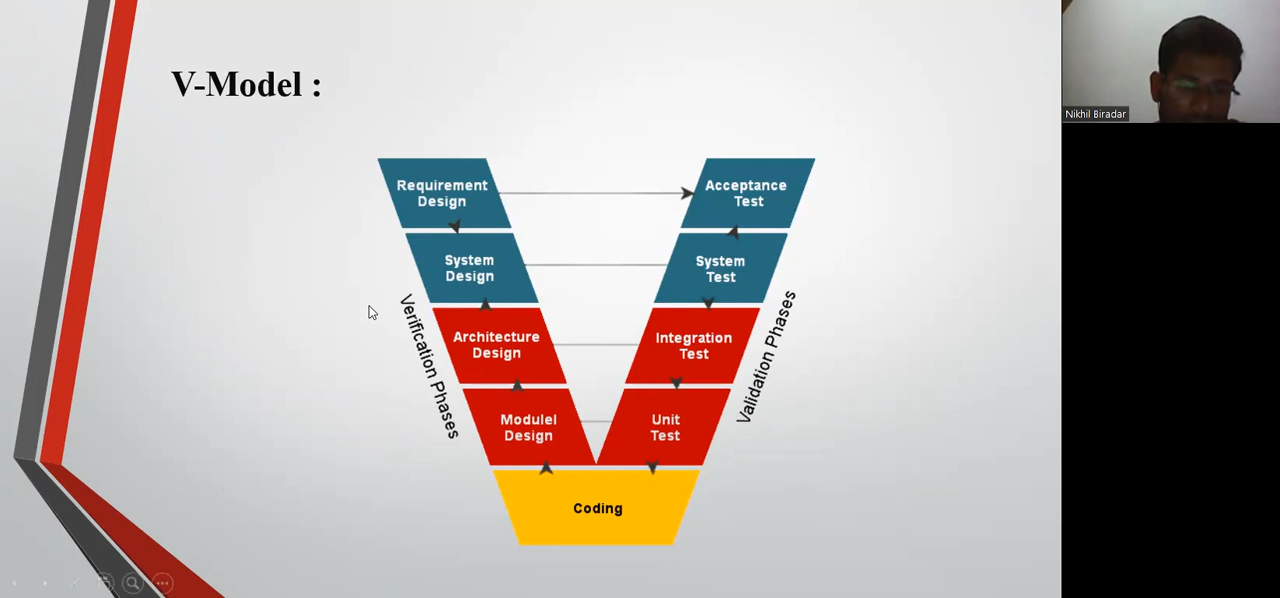 V-Model :
Nikhil Biradar
Requirement
Design
Acceptance
Test
System
Design
System
Test
Architecture
Design
Integration
Test
Modulel
Design
Unit
Test
Coding
Verification Phases
Validation Phases